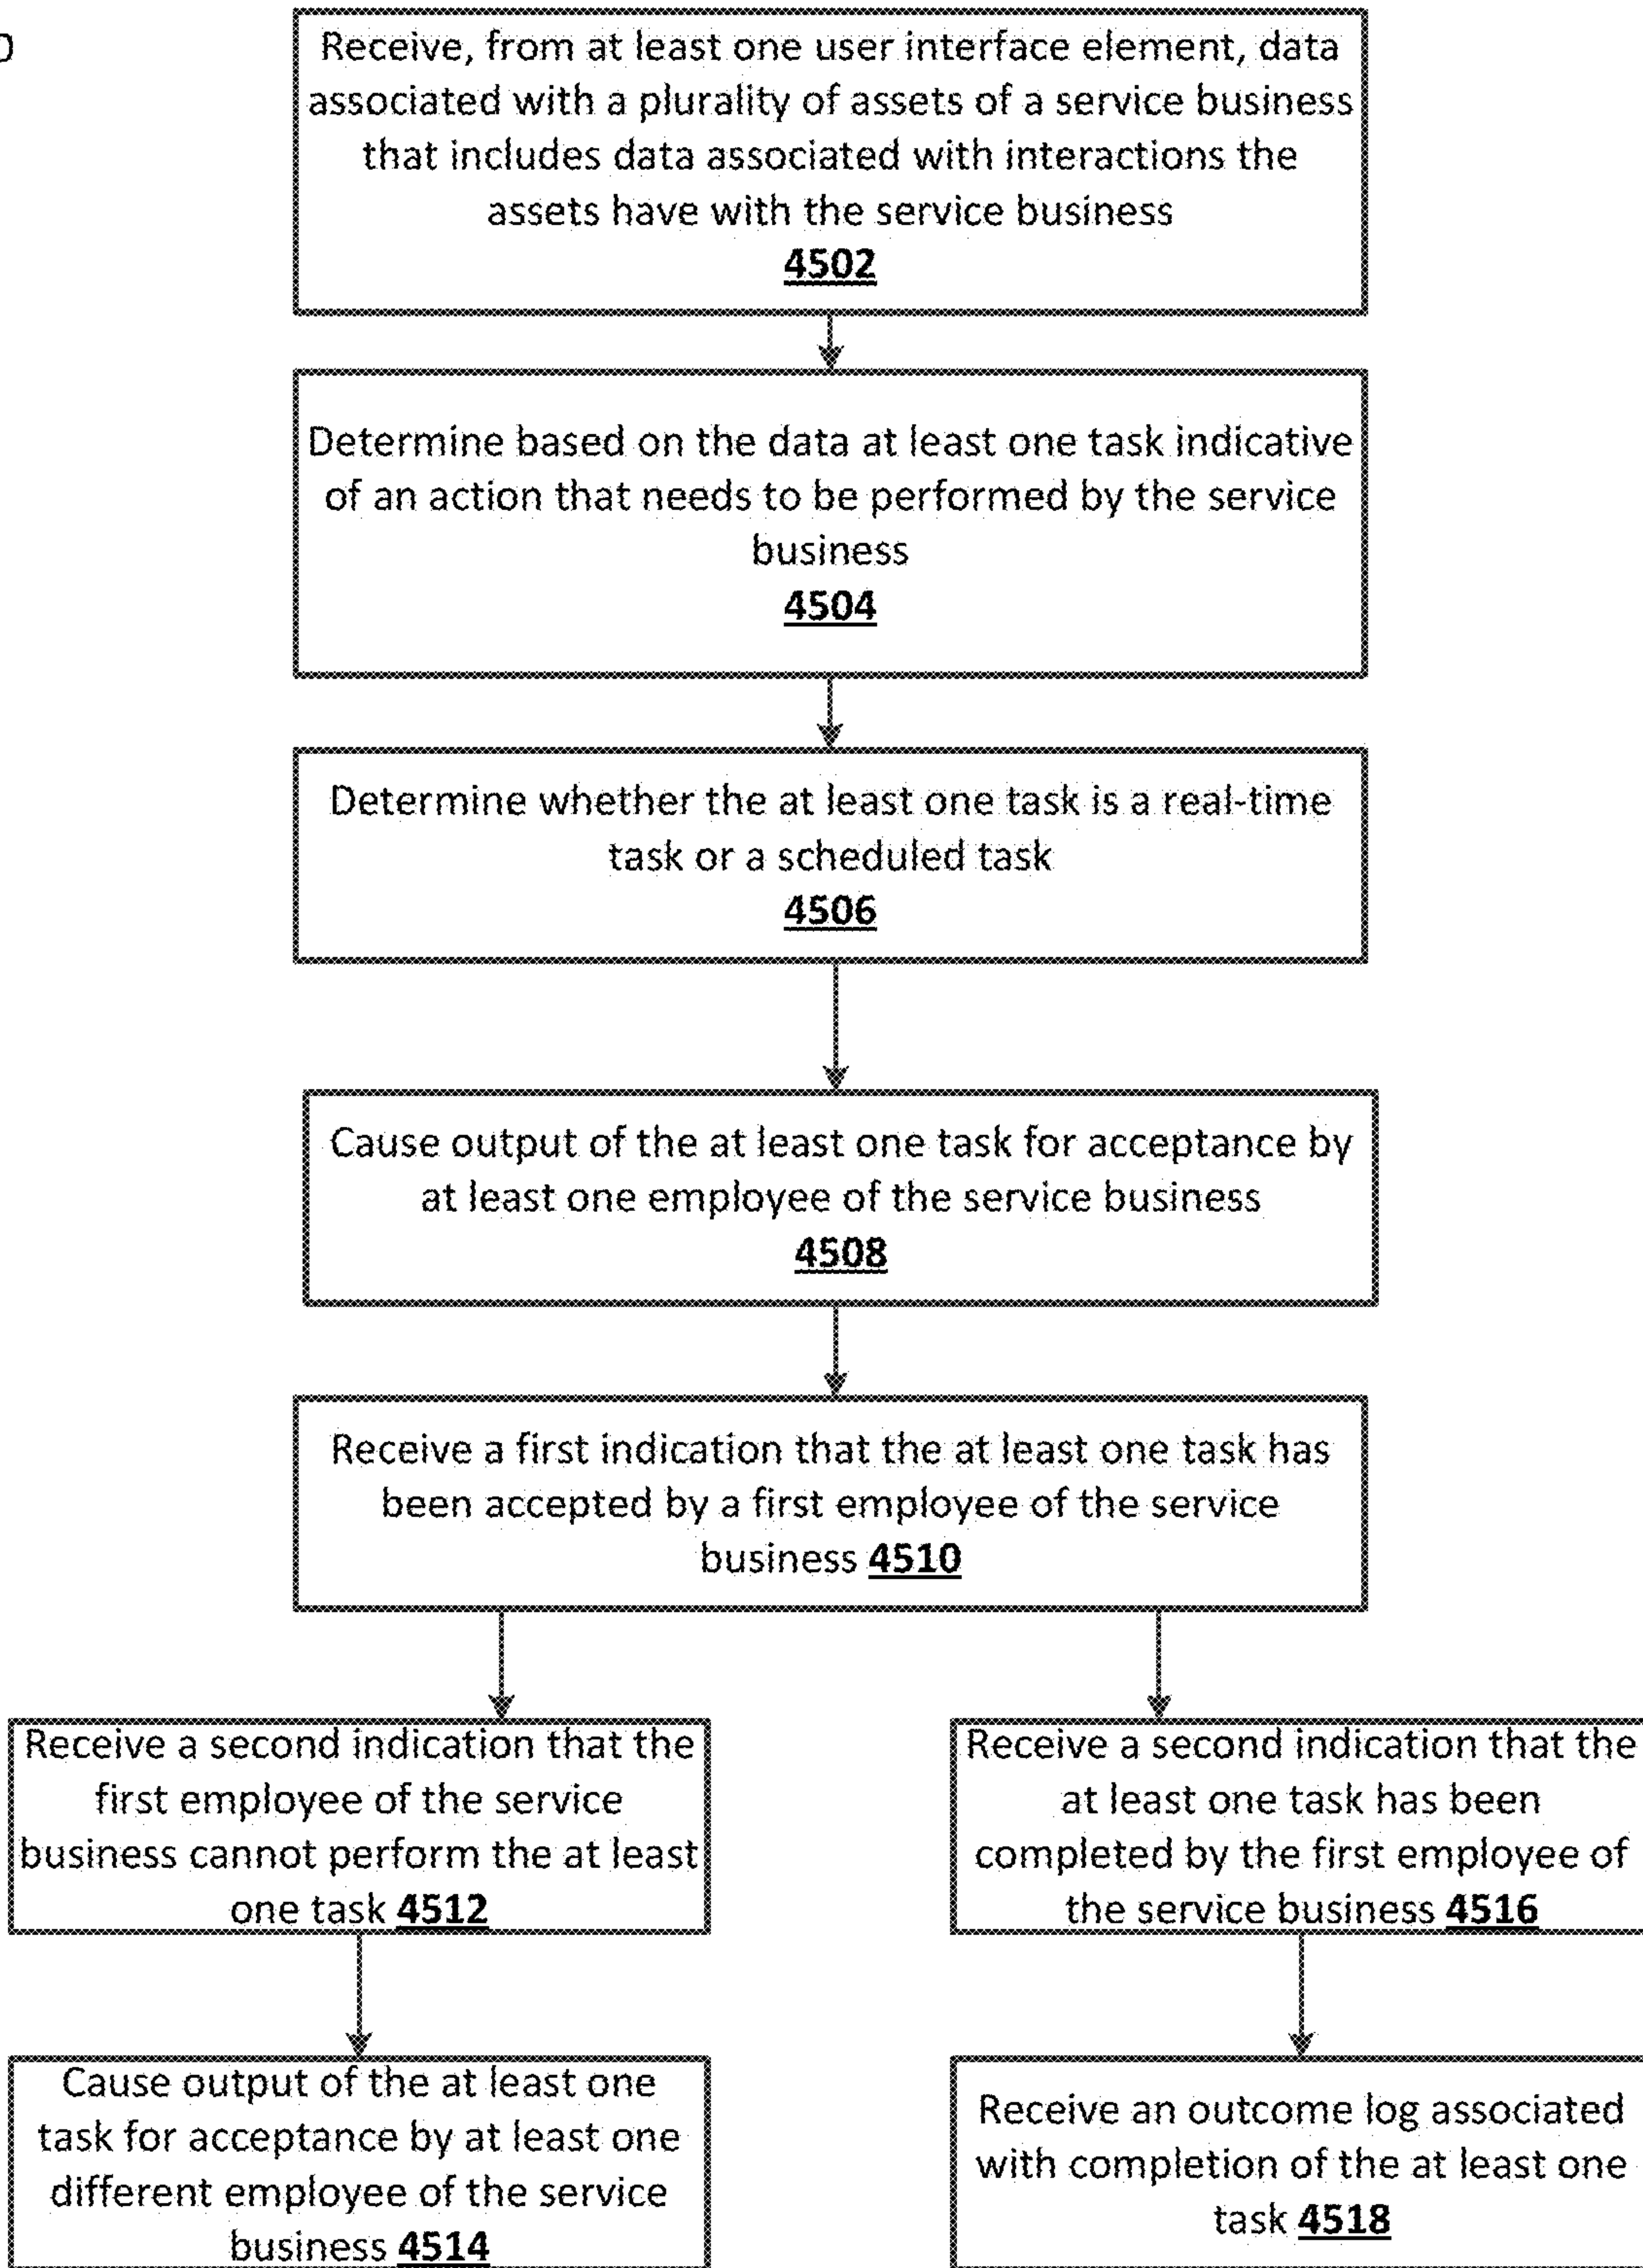 Receive, from at least one user interface element, data
associated with a plurality of assets of a service business
that includes data associated with interactions the
assets have with the service business
4502
Determine based on the data at least one task indicative
of an action that needs to be performed by the service
business
4504
Determine whether the at least one task is a real-time
task or a scheduled task
4506
Cause output of the at least one task for acceptance by
at least one employee of the service business
4508
Receive a first indication that the at least one task has
been accepted by a first employee of the service
business 4510
Receive a second indication that the
first employee of the service
business cannot perform the at least
one task 4512
Receive a second indication that the
at least one task has been
completed by the first employee of
the service business 4516
Cause output of the at least one
task for acceptance by at least one
different employee of the service
business 4514
Receive an outcome log associated
with completion of the at least one
task 4518